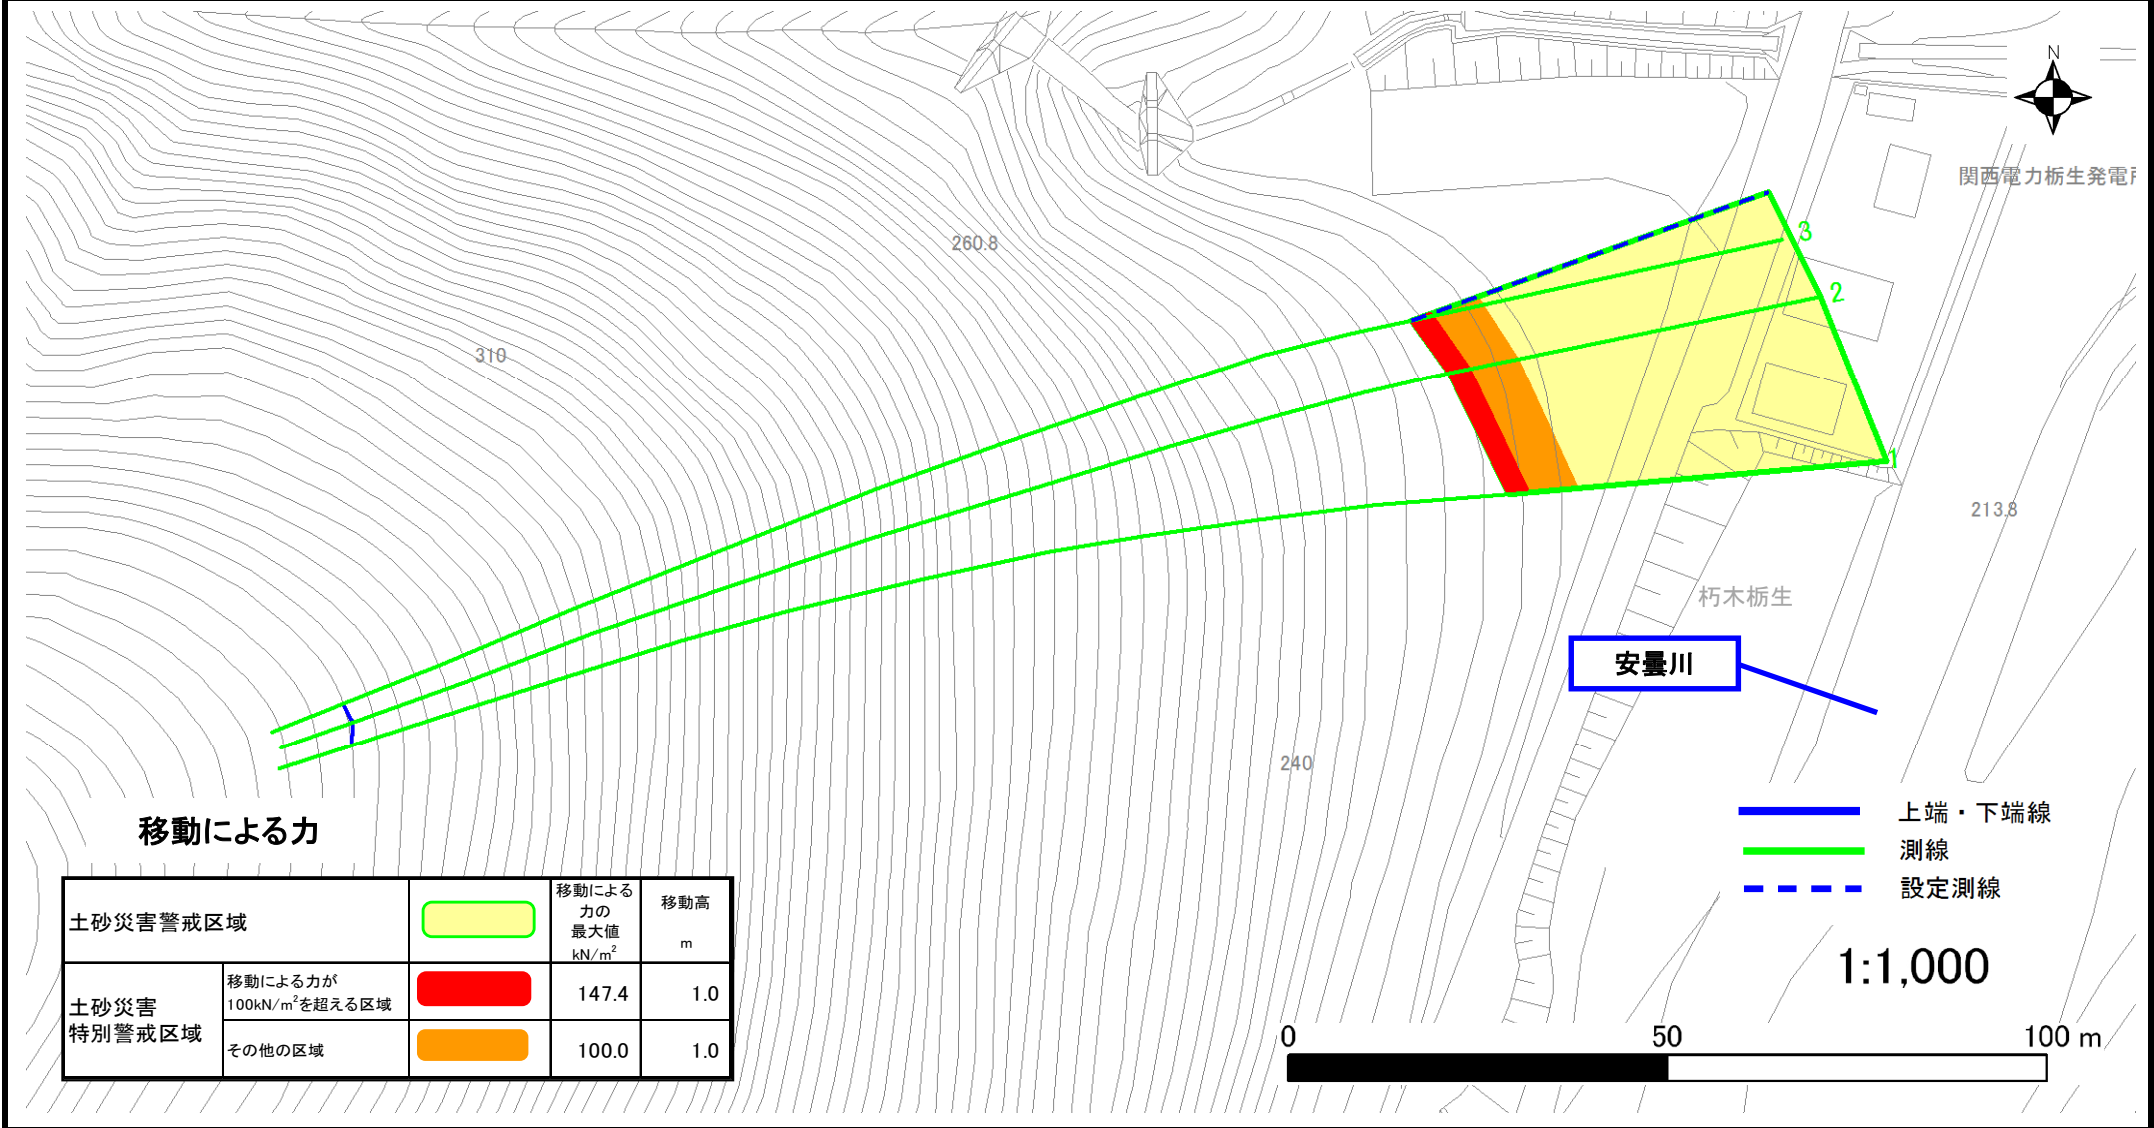 N
関西電力栃生発電
3
260.8
2
310
1
213.8
朽木栃生
安曇川
240
移動による力
上端・下端線
測線
設定測線
1:1,000
0 50 100 m
移動による力の最大値 kN/m²
移動高 m
土砂災害警戒区域
土砂災害特別警戒区域
移動による力が100kN/m²を超える区域 147.4 1.0
その他の区域 100.0 1.0